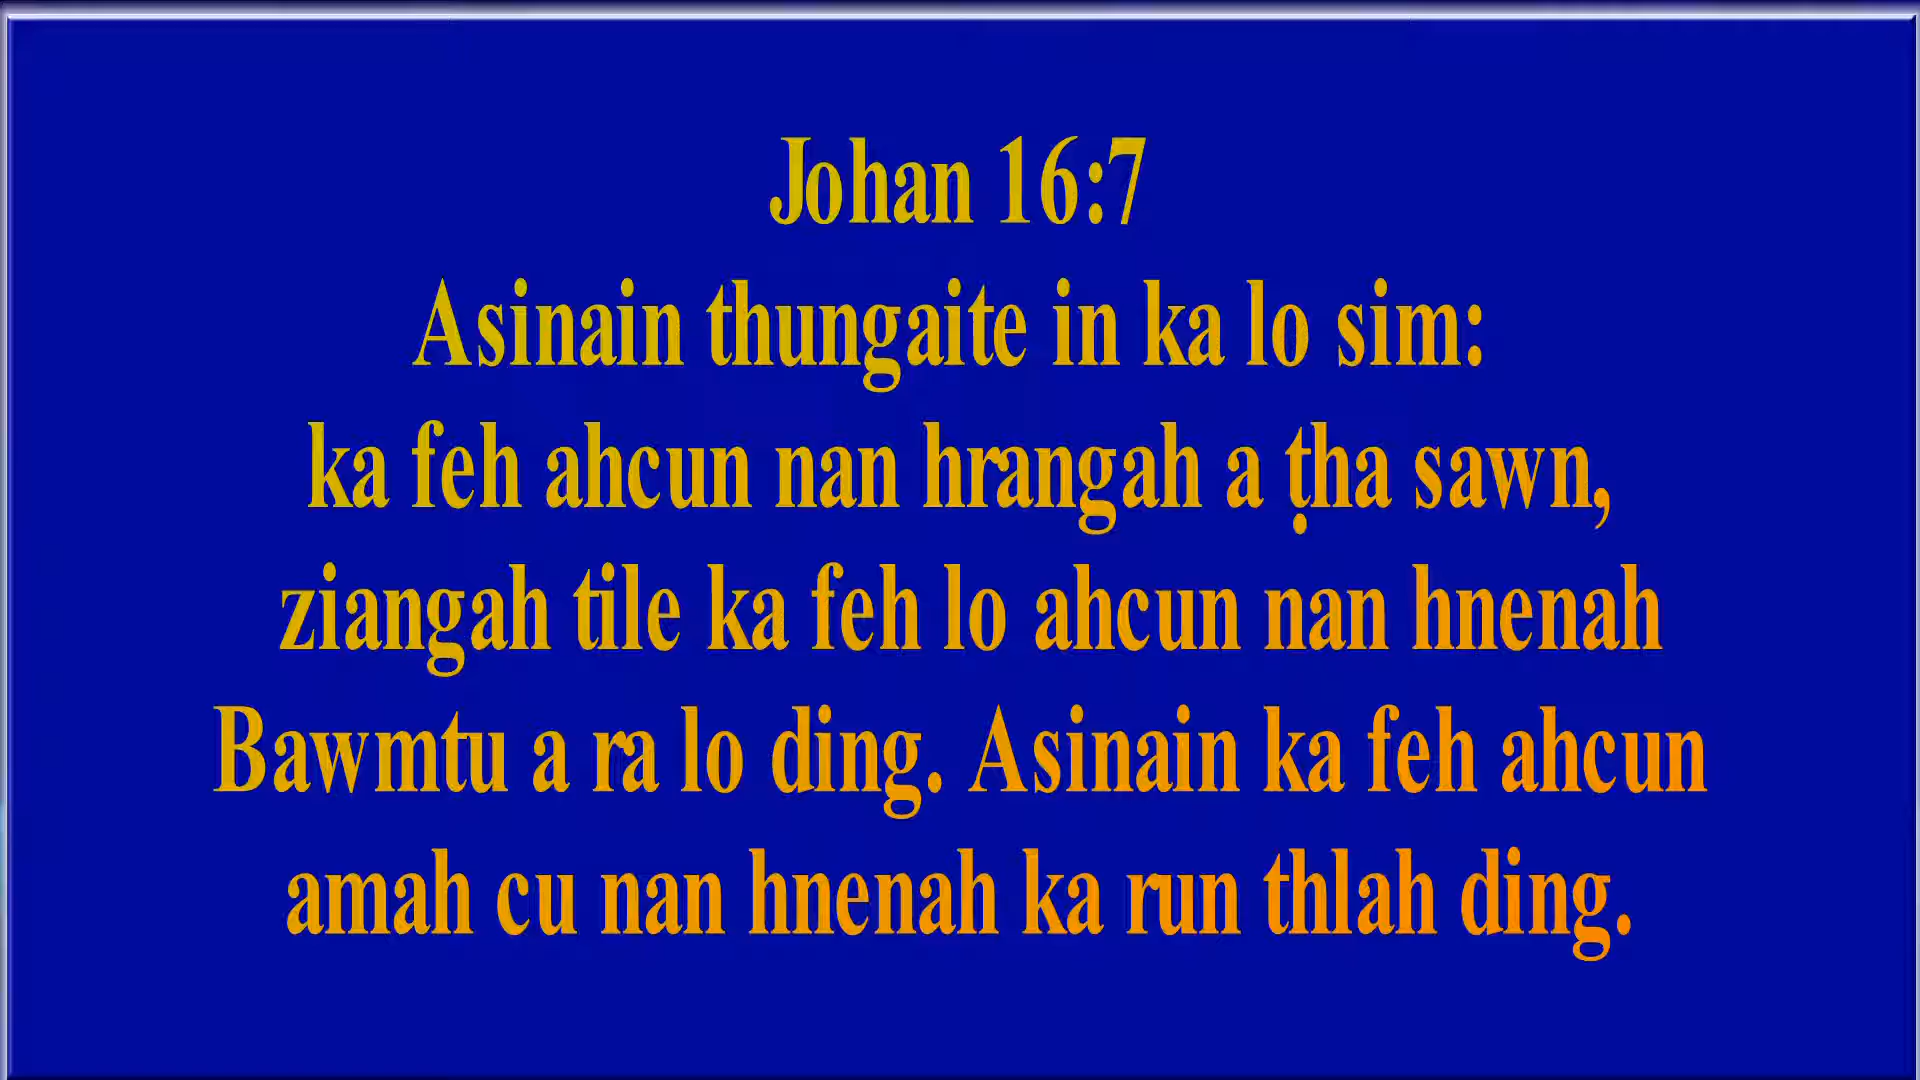 Johan 16:7
Asinain thungaite in ka lo sim:
ka feh ahcun nan hrangah a ṭha sawn,
ziangah tile ka feh lo ahcun nan hnenah
Bawmtu a ra lo ding. Asinain ka feh ahcun
amah cu nan hnenah ka run thlah ding.